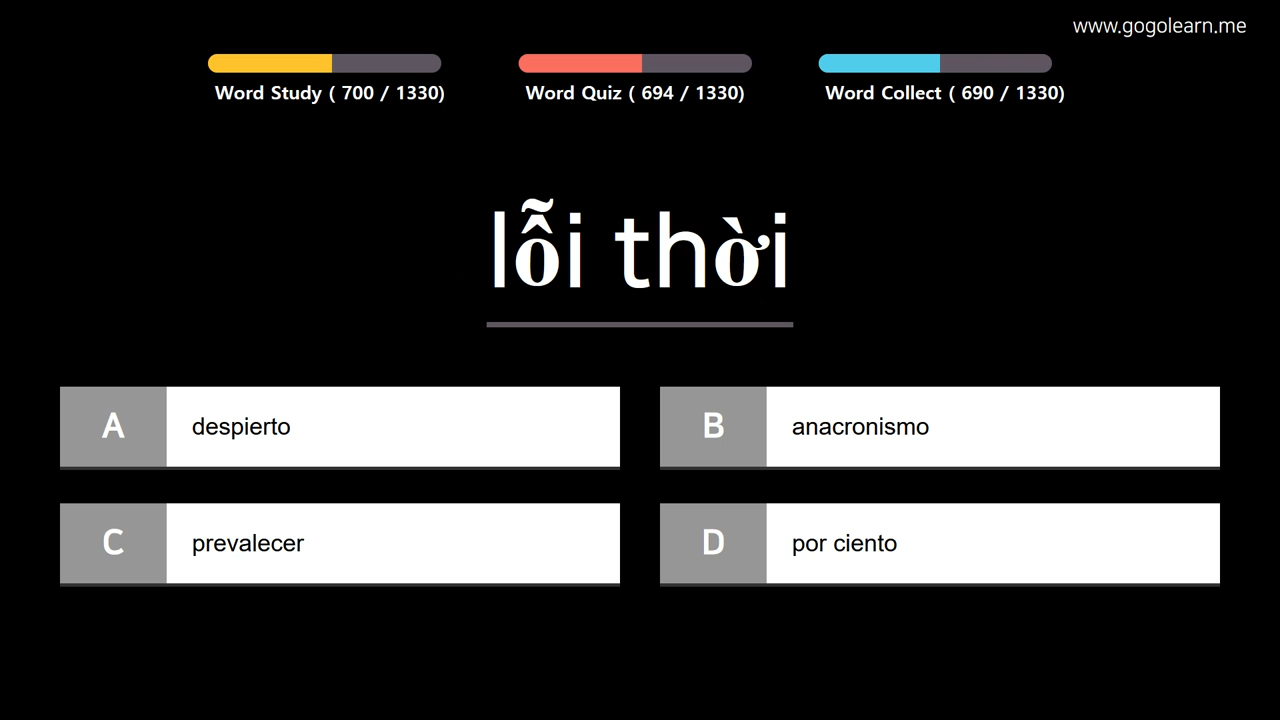 www.gogolearn.me
Word Study ( 700 / 1330)
Word Quiz ( 694 / 1330)
Word Collect ( 690 / 1330)
lỗi thời
A despierto
B anacronismo
C prevalecer
D por ciento